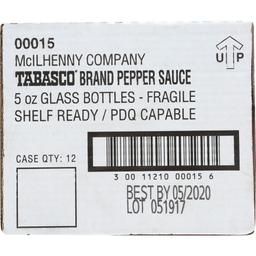 00015
McILHENNY COMPANY
TABASCO® BRAND PEPPER SAUCE
5 oz GLASS BOTTLES - FRAGILE
SHELF READY / PDQ CAPABLE
UP
CASE QTY: 12
3 00 11210 00015 6
BEST BY 05/2020
LOT 051917